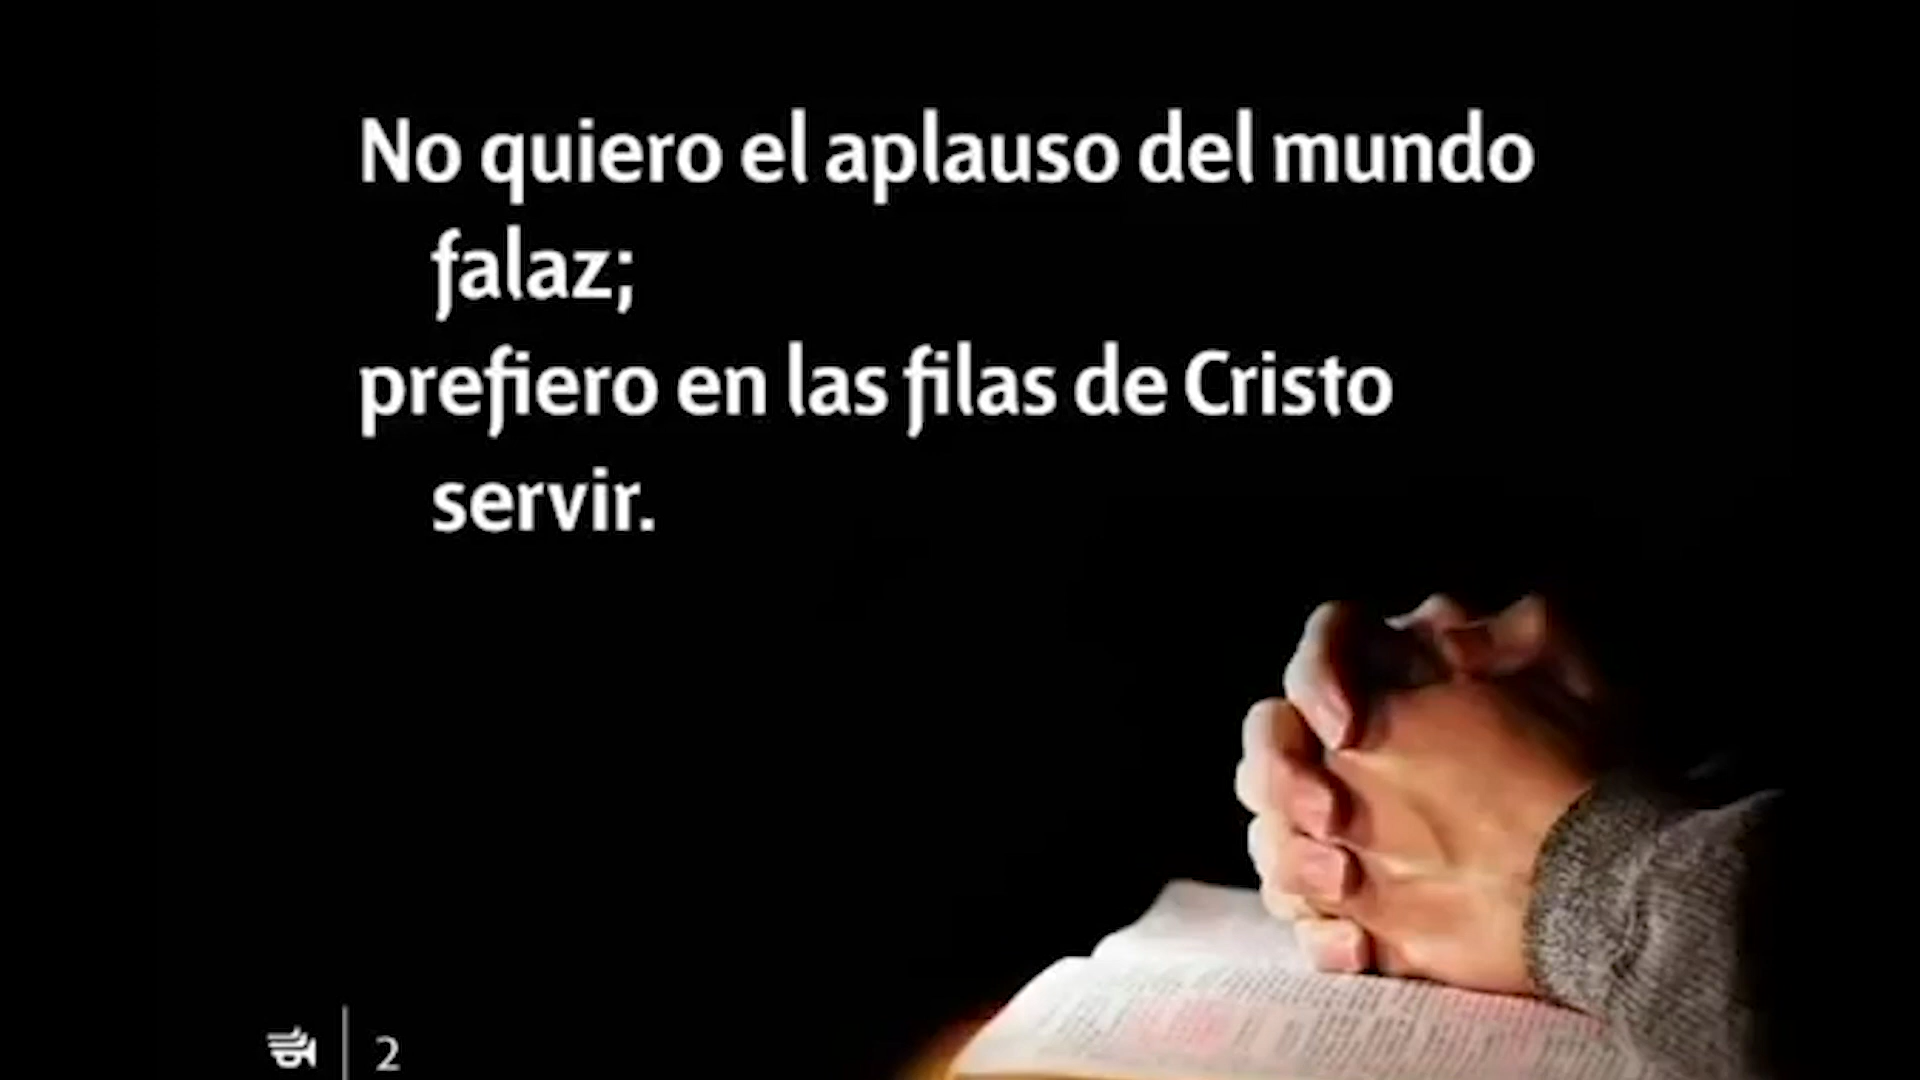 No quiero el aplauso del mundo
falaz;
prefiero en las filas de Cristo
servir.
2